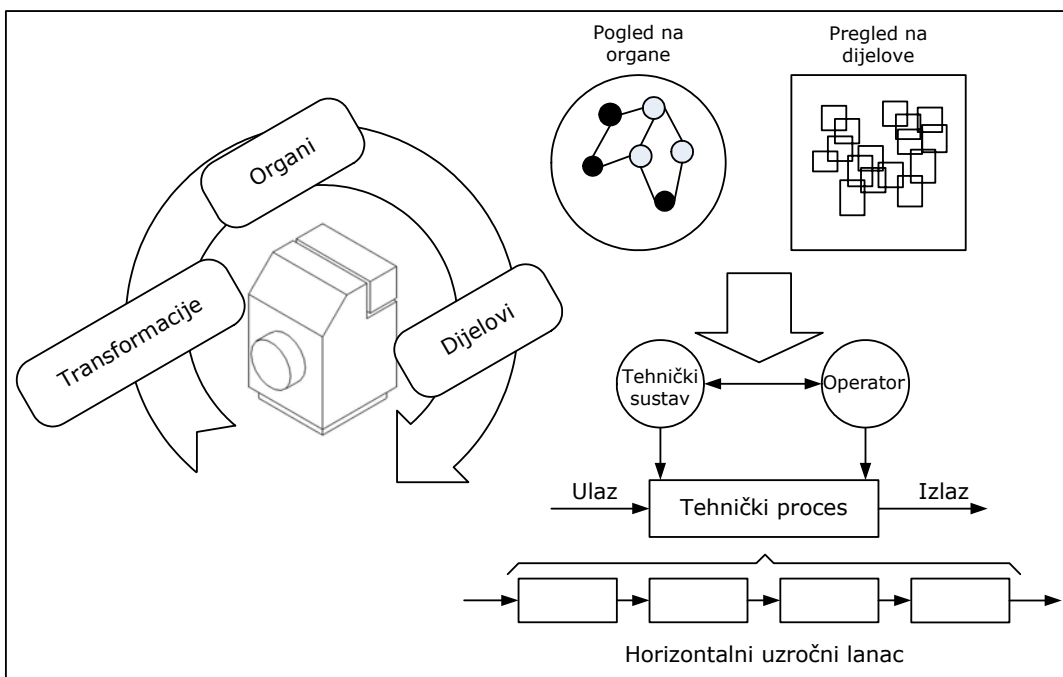 Pogled na
organe
Pregled na
dijelove
Organi
Transformacije
Dijelovi
Tehnički
sustav
Operator
Ulaz
Tehnički proces
Izlaz
Horizontalni uzročni lanac